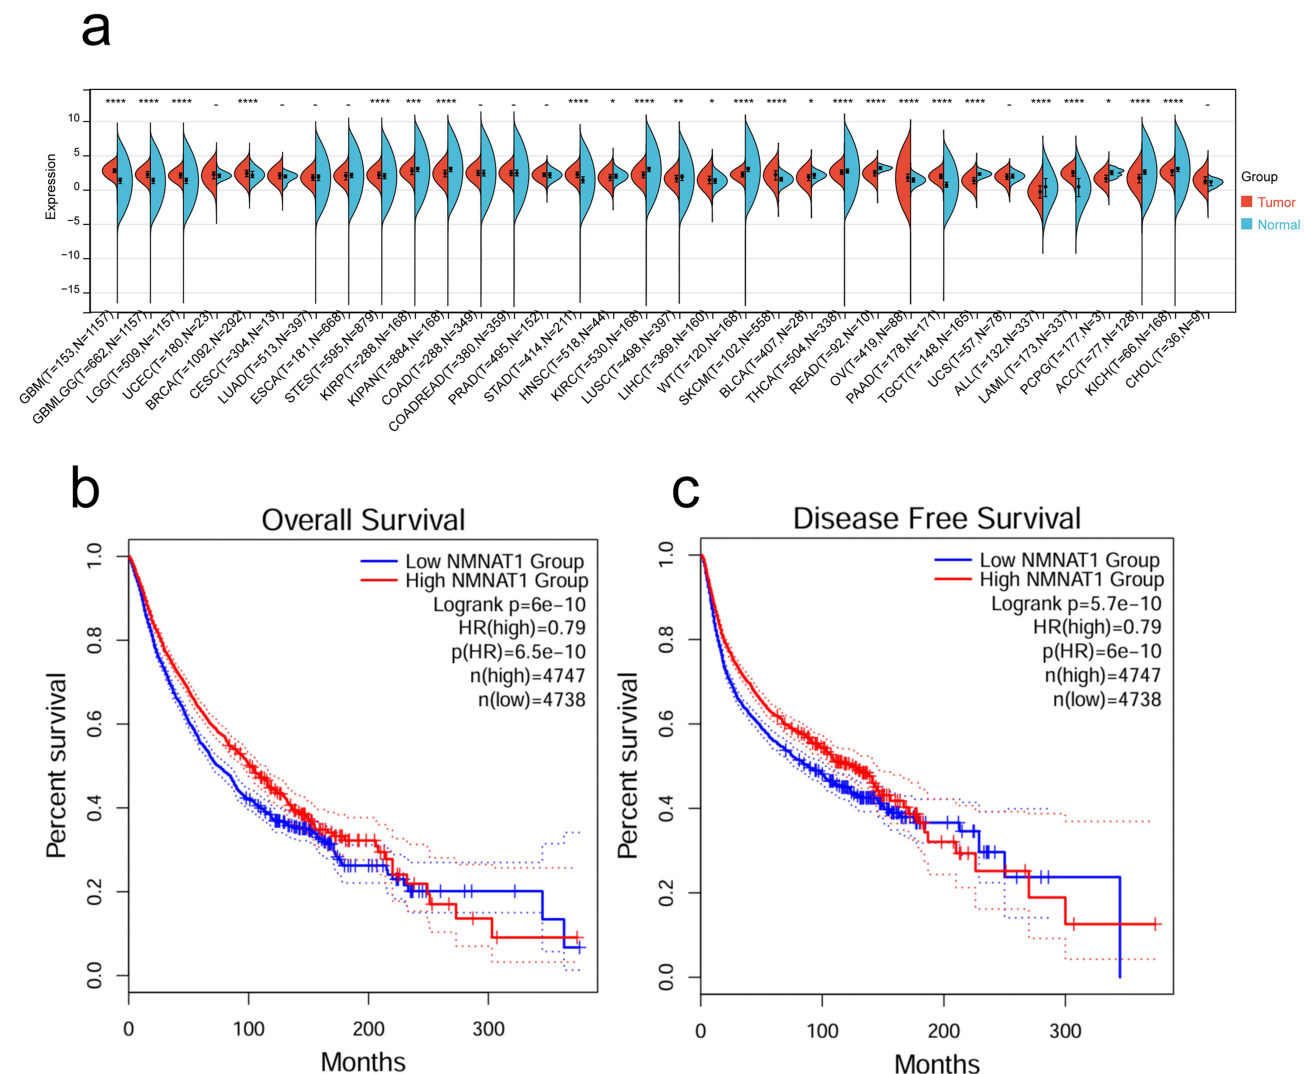 a
**** **** **** - **** - - - **** *** **** - - - **** * **** ** * **** **** * **** **** **** **** **** - **** **** * **** **** -
10
5
0
−5
−10
−15
Expression
Group
Tumor
Normal
GBM(T=153,N=1157)
GBMLGG(T=662,N=1157)
LGG(T=509,N=1157)
UCEC(T=180,N=23)
BRCA(T=1092,N=292)
CESC(T=304,N=13)
LUAD(T=513,N=397)
ESCA(T=181,N=668)
STES(T=595,N=879)
KIRP(T=288,N=168)
KIPAN(T=884,N=168)
COAD(T=288,N=349)
COADREAD(T=380,N=359)
PRAD(T=495,N=152)
STAD(T=414,N=211)
HNSC(T=518,N=44)
KIRC(T=530,N=168)
LUSC(T=498,N=397)
LIHC(T=369,N=160)
WT(T=120,N=168)
SKCM(T=102,N=558)
BLCA(T=407,N=28)
THCA(T=504,N=338)
READ(T=92,N=10)
OV(T=419,N=88)
PAAD(T=178,N=171)
TGCT(T=148,N=165)
UCS(T=57,N=78)
ALL(T=132,N=337)
LAML(T=173,N=337)
PCPG(T=177,N=3)
ACC(T=77,N=128)
KICH(T=66,N=168)
CHOL(T=36,N=9)
b
Overall Survival
Low NMNAT1 Group
High NMNAT1 Group
Logrank p=6e−10
HR(high)=0.79
p(HR)=6.5e−10
n(high)=4747
n(low)=4738
Percent survival
1.0
0.8
0.6
0.4
0.2
0.0
0 100 200 300
Months
c
Disease Free Survival
Low NMNAT1 Group
High NMNAT1 Group
Logrank p=5.7e−10
HR(high)=0.79
p(HR)=6e−10
n(high)=4747
n(low)=4738
Percent survival
1.0
0.8
0.6
0.4
0.2
0.0
0 100 200 300
Months